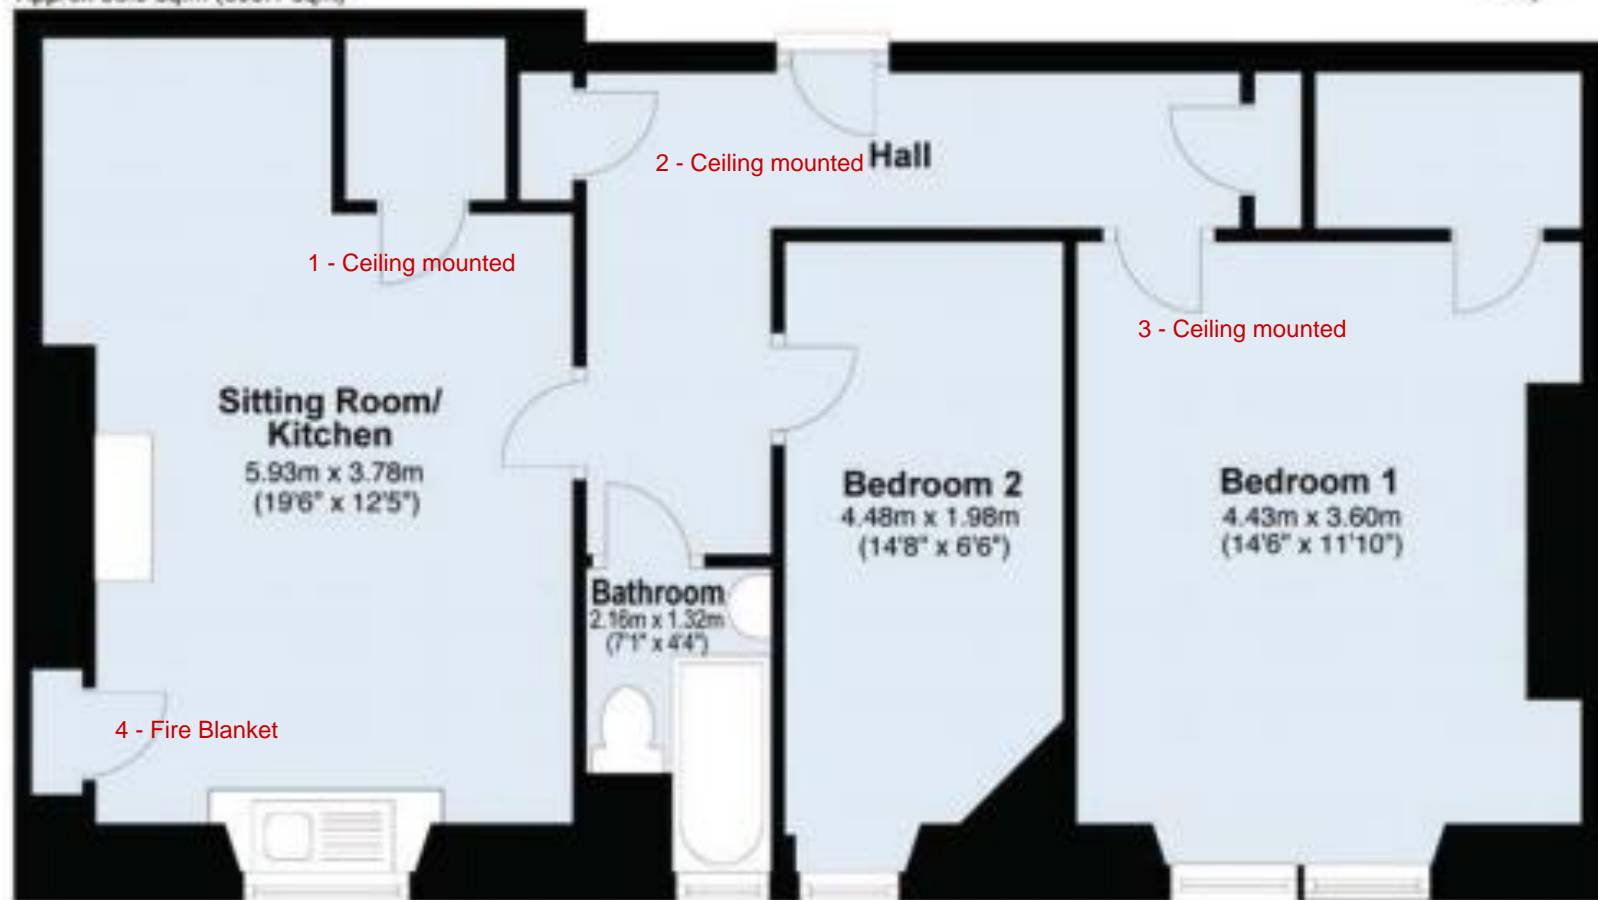 2 - Ceiling mounted
Hall
1 - Ceiling mounted
3 - Ceiling mounted
Sitting Room/
Kitchen
5.93m x 3.78m
(19'6" x 12'5")
Bedroom 2
4.48m x 1.98m
(14'8" x 6'6")
Bedroom 1
4.43m x 3.60m
(14'6" x 11'10")
Bathroom
2.16m x 1.32m
(7'1" x 4'4")
4 - Fire Blanket